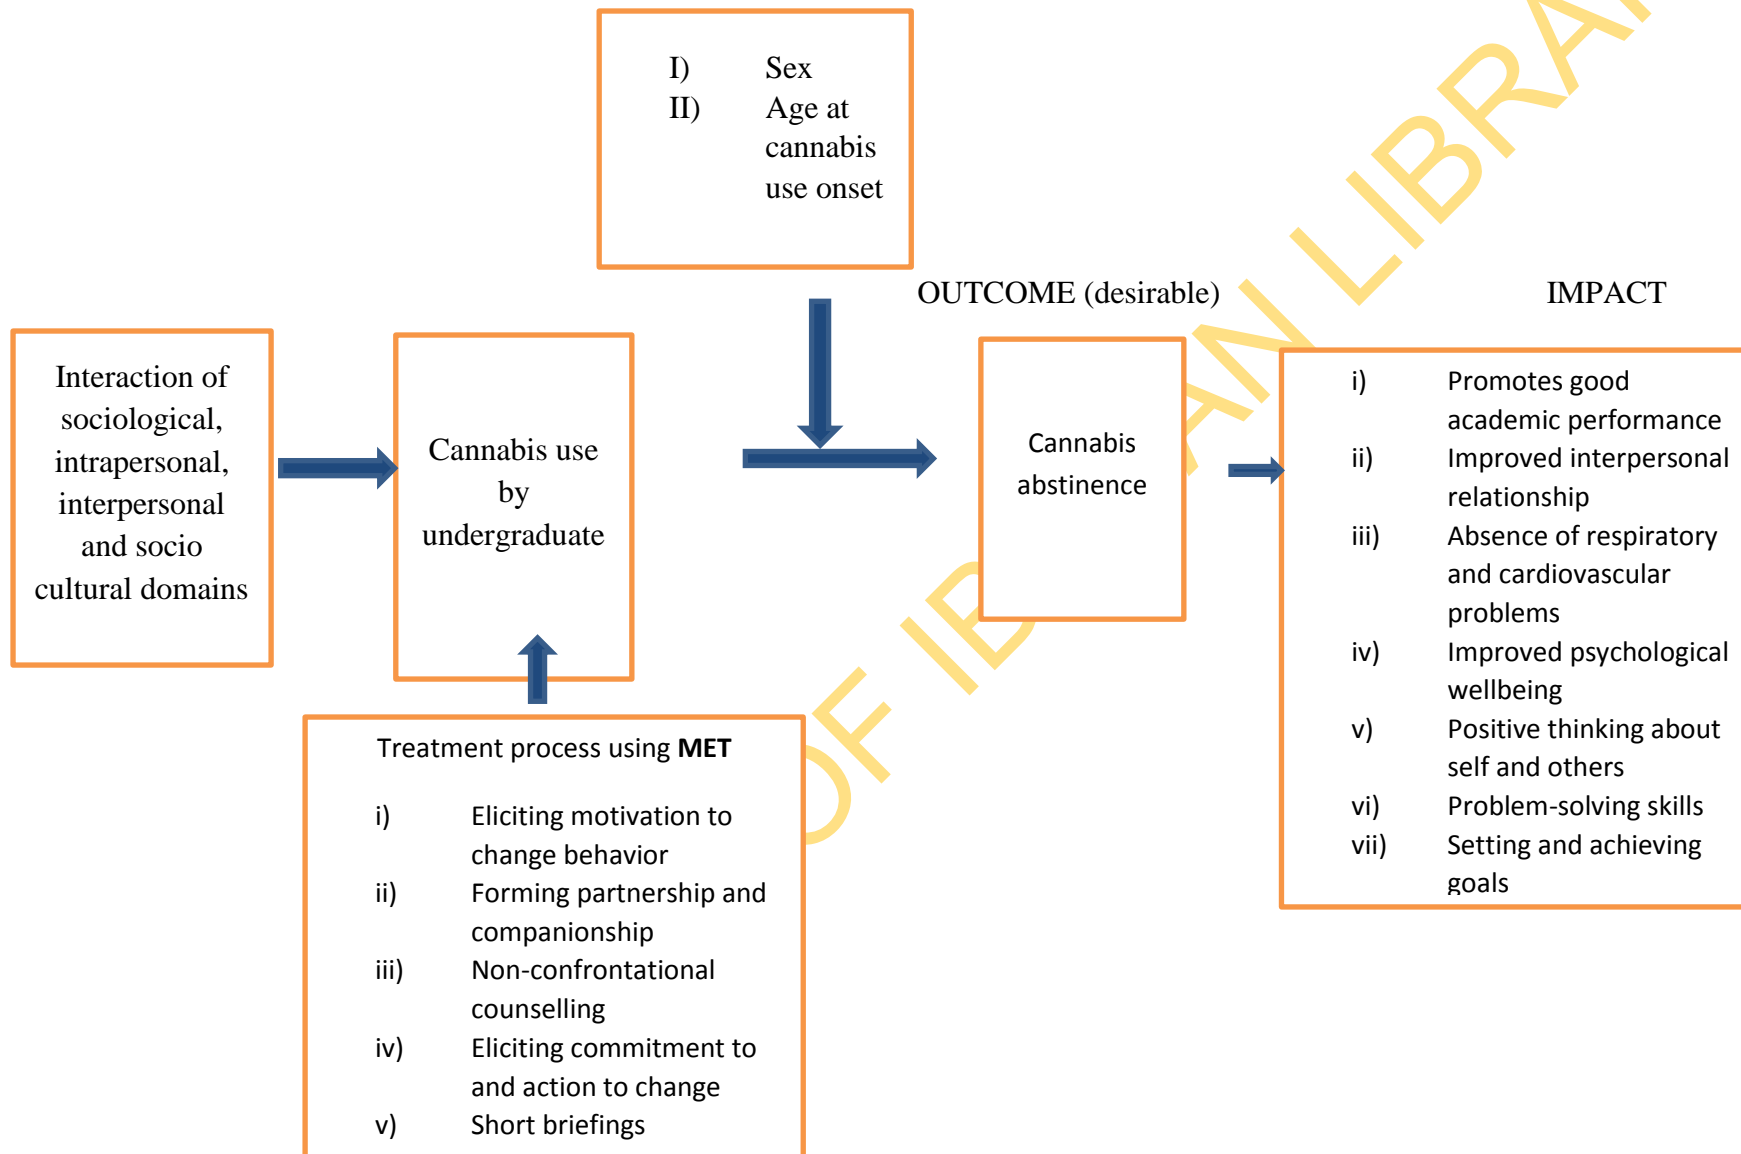 I) Sex
II) Age at
cannabis
use onset
OUTCOME (desirable)
IMPACT
Interaction of
sociological,
intrapersonal,
interpersonal
and socio
cultural domains
Cannabis use
by
undergraduate
Cannabis
abstinence
i) Promotes good
academic performance
ii) Improved interpersonal
relationship
iii) Absence of respiratory
and cardiovascular
problems
iv) Improved psychological
wellbeing
v) Positive thinking about
self and others
vi) Problem-solving skills
vii) Setting and achieving
goals
Treatment process using MET
i) Eliciting motivation to
change behavior
ii) Forming partnership and
companionship
iii) Non-confrontational
counselling
iv) Eliciting commitment to
and action to change
v) Short briefings
OF IB AN LIBRA